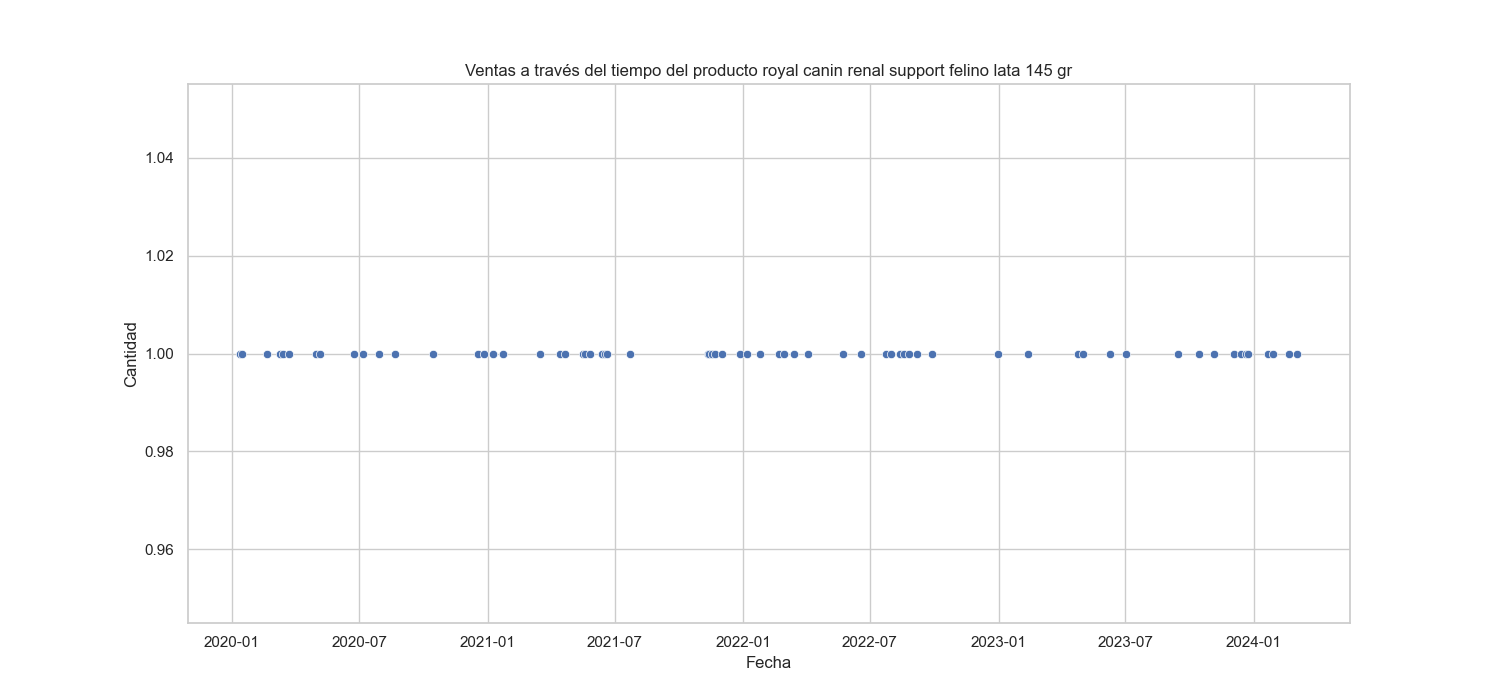 Ventas a través del tiempo del producto royal canin renal support felino lata 145 gr
1.04
1.02
1.00
0.98
0.96
Cantidad
2020-01 2020-07 2021-01 2021-07 2022-01 2022-07 2023-01 2023-07 2024-01
Fecha